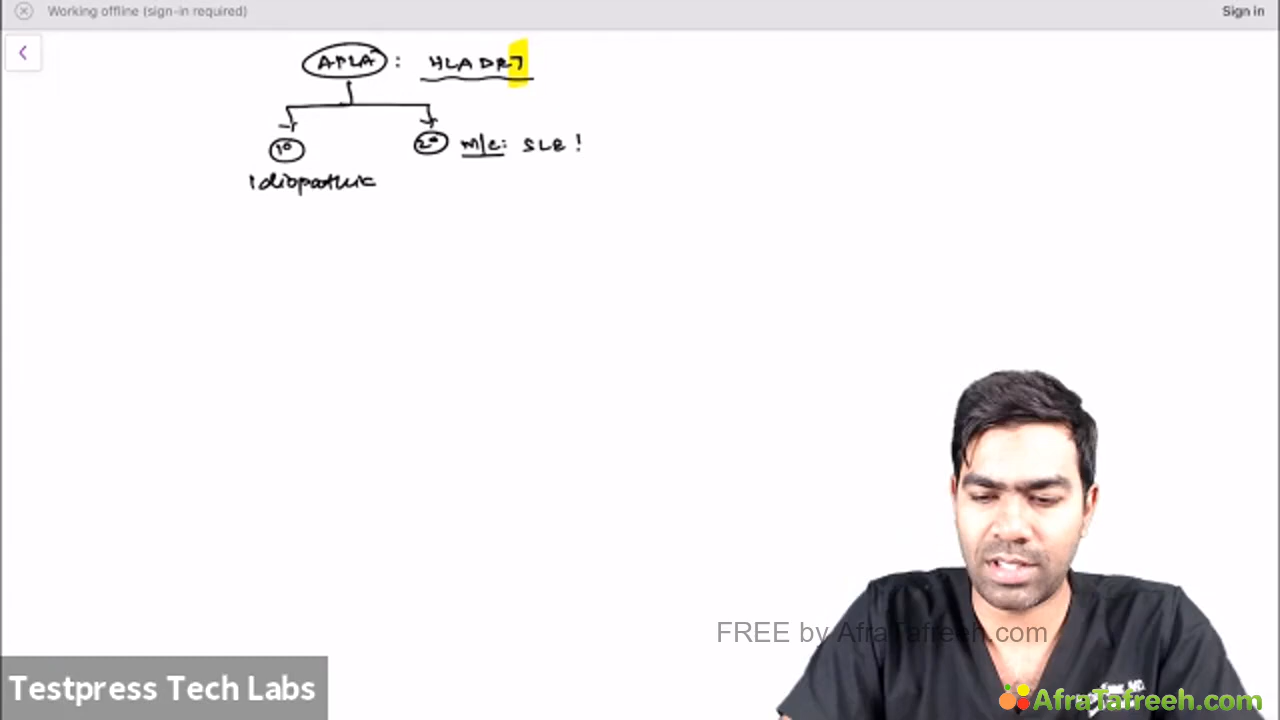 Working offline (sign-in required)
Sign in
APLA : HLA DR7
1° 2° M/C: SLE !
Idiopathic
FREE by AfraTafreeh.com
Testpress Tech Labs
AfraTafreeh.com